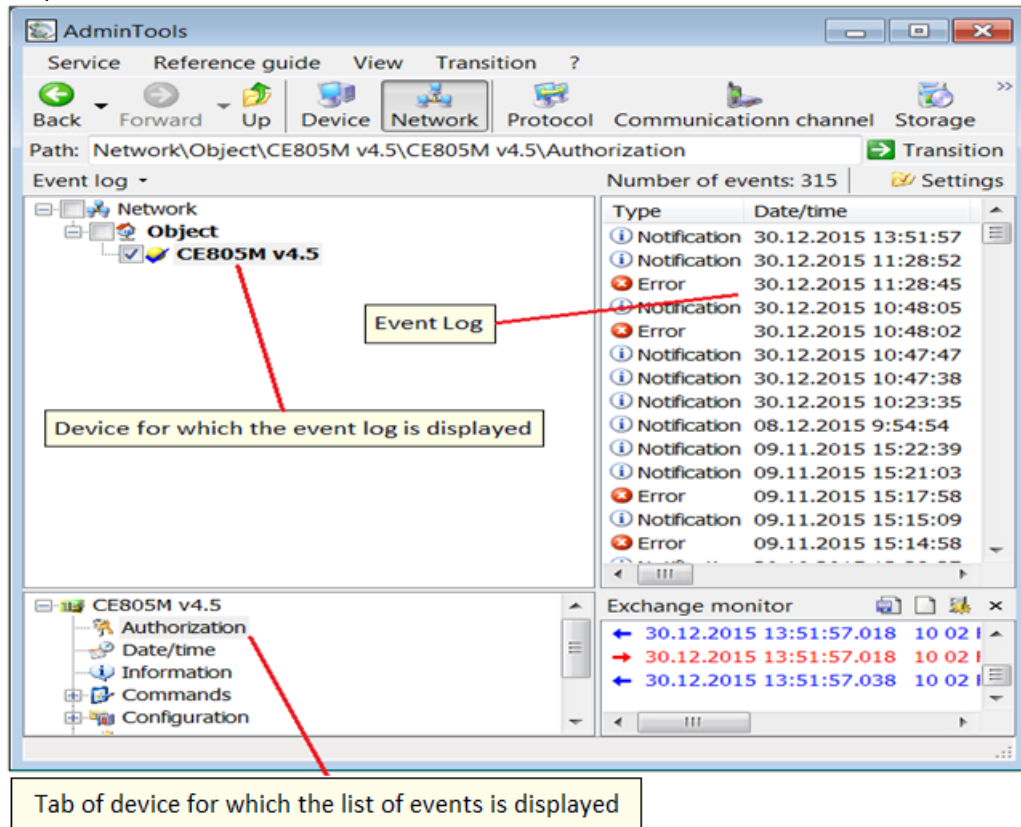 AdminTools
Service Reference guide View Transition ?
Back Forward Up Device Network Protocol Communicationn channel Storage »
Path: Network\Object\CE805M v4.5\CE805M v4.5\Authorization Transition
Event log Number of events: 315 Settings
Network
Object
CE805M v4.5
Device for which the event log is displayed
Event Log
Type Date/time
Notification 30.12.2015 13:51:57
Notification 30.12.2015 11:28:52
Error 30.12.2015 11:28:45
Notification 30.12.2015 10:48:05
Error 30.12.2015 10:48:02
Notification 30.12.2015 10:47:47
Notification 30.12.2015 10:47:38
Notification 30.12.2015 10:23:35
Notification 08.12.2015 9:54:54
Notification 09.11.2015 15:22:39
Notification 09.11.2015 15:21:03
Error 09.11.2015 15:17:58
Notification 09.11.2015 15:15:09
Error 09.11.2015 15:14:58
CE805M v4.5
Authorization
Date/time
Information
Commands
Configuration
Exchange monitor
30.12.2015 13:51:57.018 10 02
30.12.2015 13:51:57.018 10 02
30.12.2015 13:51:57.038 10 02
Tab of device for which the list of events is displayed